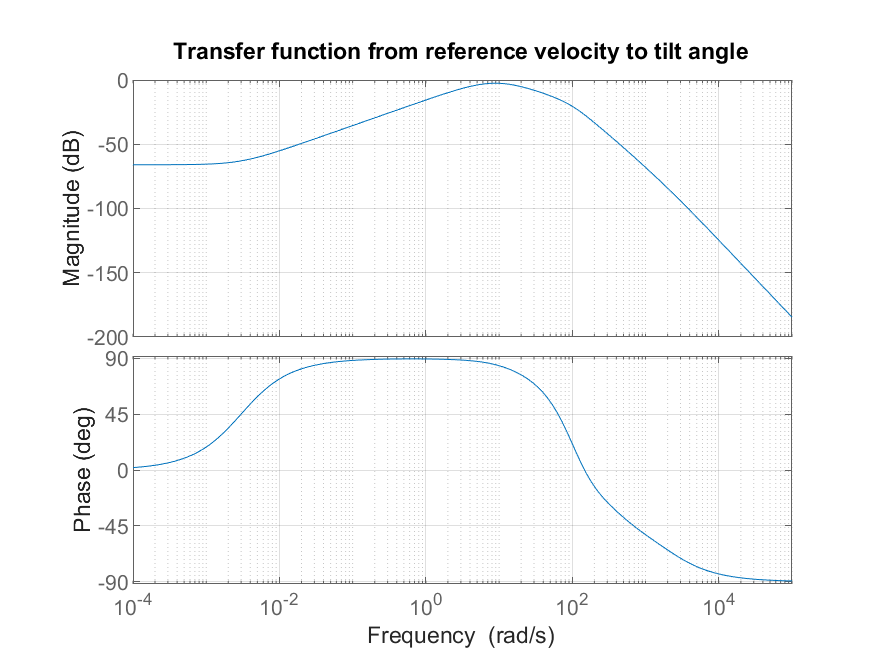 Transfer function from reference velocity to tilt angle
0
-50
-100
-150
-200
Magnitude (dB)
90
45
0
-45
-90
Phase (deg)
10^-4 10^-2 10^0 10^2 10^4
Frequency (rad/s)